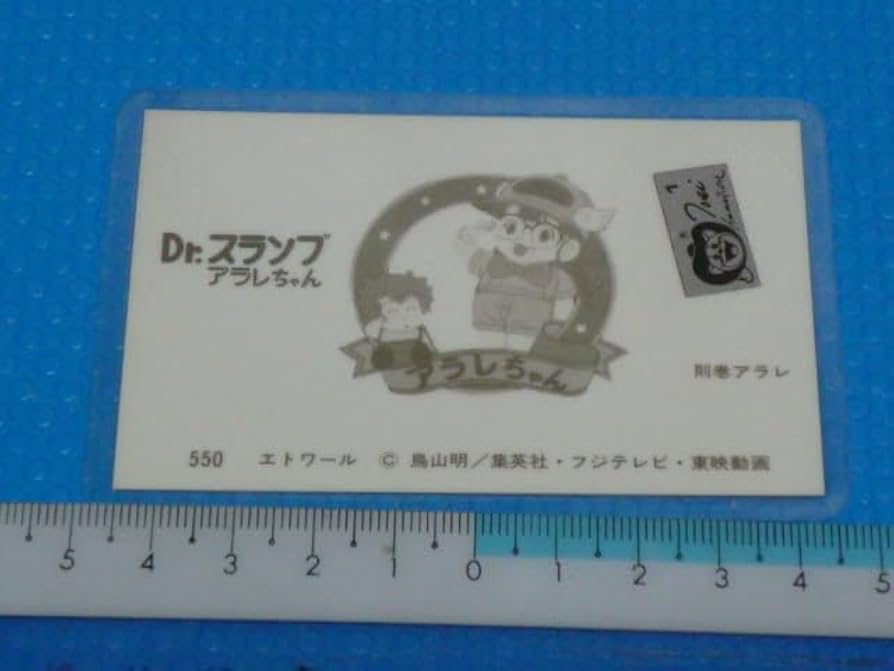 Dr.スランプ
アラレちゃん
アラレちゃん
則巻アラレ
550 エトワール © 鳥山明／集英社・フジテレビ・東映動画
5 4 3 2 1 0 1 2 3 4 5